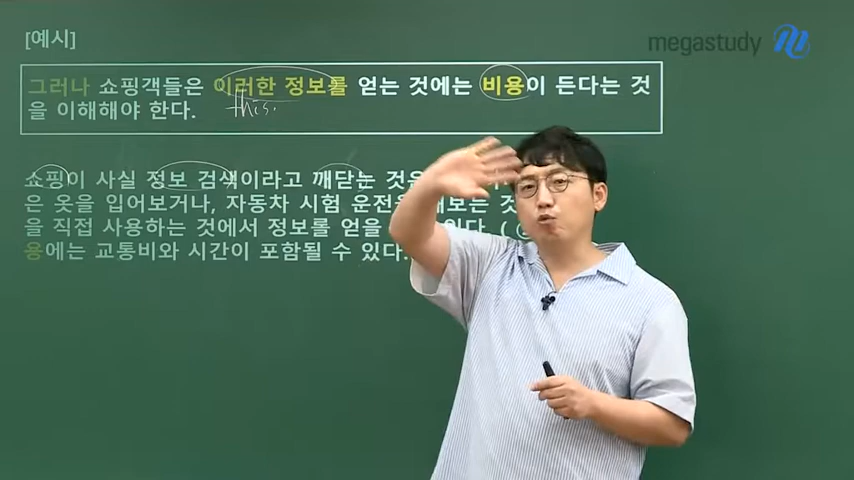 [예시]
megastudy
그러나 쇼핑객들은 이러한 정보를 얻는 것에는 비용이 든다는 것
을 이해해야 한다.
this.
쇼핑이 사실 정보 검색이라고 깨닫는 것은
은 옷을 입어보거나, 자동차 시험 운전을 해보는 것
을 직접 사용하는 것에서 정보를 얻을
용에는 교통비와 시간이 포함될 수 있다.